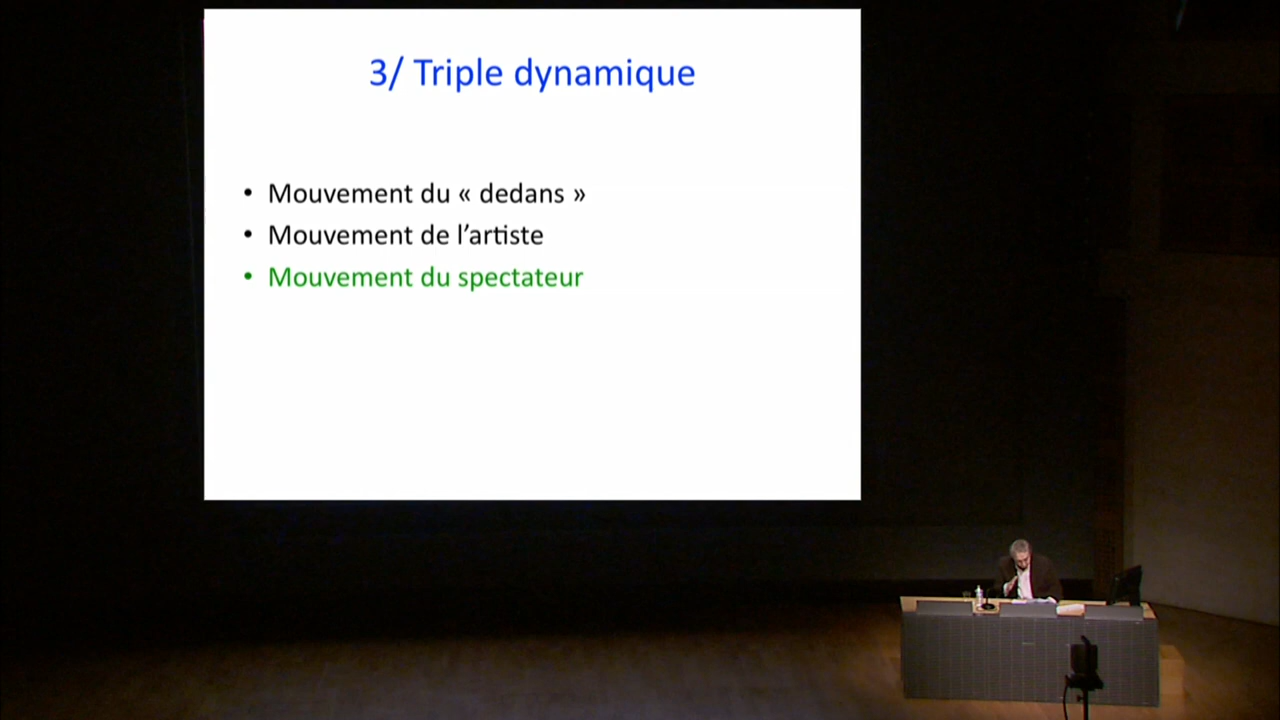 3/ Triple dynamique
• Mouvement du « dedans »
• Mouvement de l’artiste
• Mouvement du spectateur